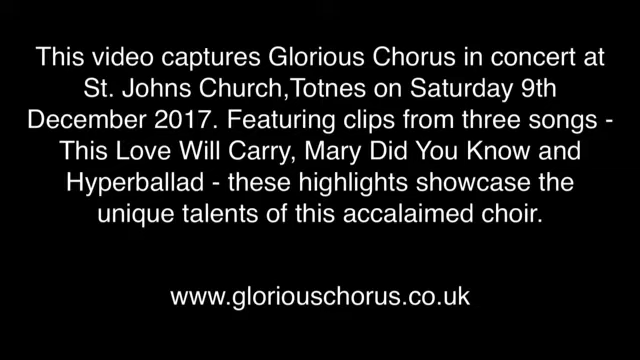 This video captures Glorious Chorus in concert at
St. Johns Church,Totnes on Saturday 9th
December 2017. Featuring clips from three songs -
This Love Will Carry, Mary Did You Know and
Hyperballad - these highlights showcase the
unique talents of this accalaimed choir.
www.gloriouschorus.co.uk